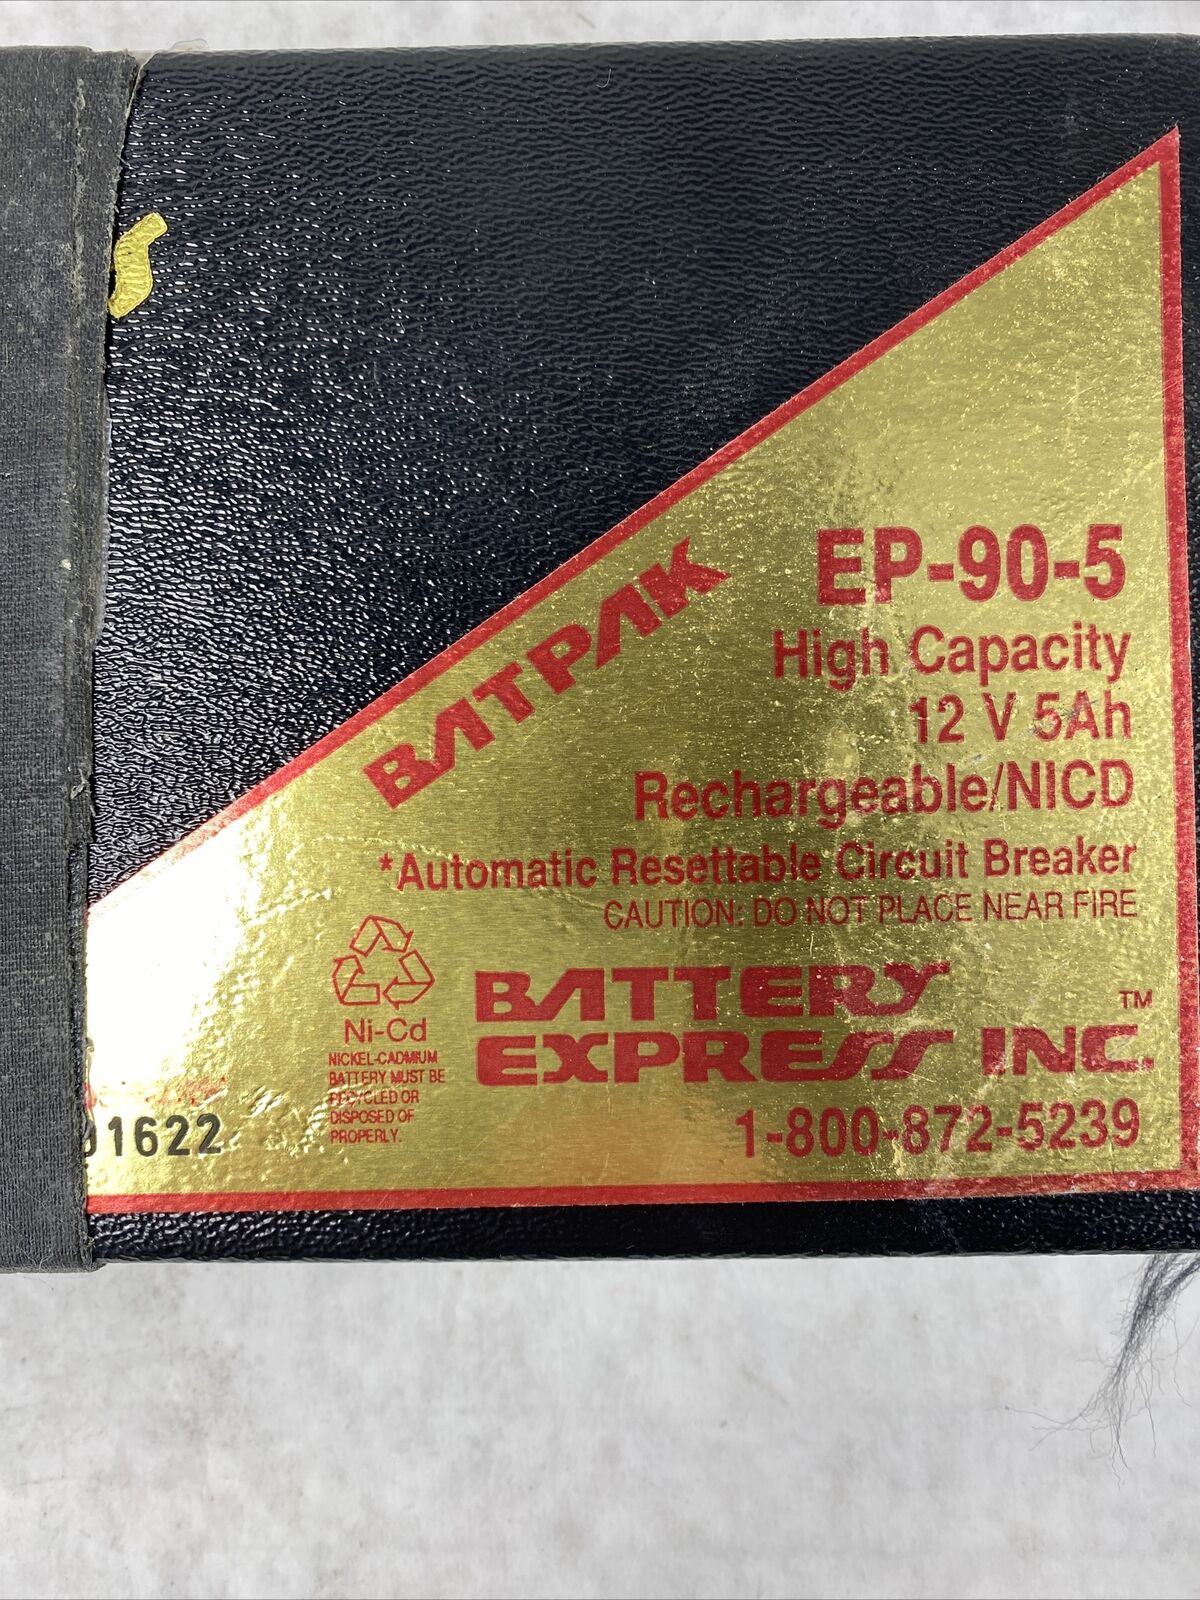 BATPAK
EP-90-5
High Capacity
12 V 5Ah
Rechargeable/NICD
*Automatic Resettable Circuit Breaker
CAUTION: DO NOT PLACE NEAR FIRE
Ni-Cd
NICKEL-CADMIUM
BATTERY MUST BE
RECYCLED OR
DISPOSED OF
PROPERLY.
BATTERY
EXPRESS INC.™
1-800-872-5239
01622